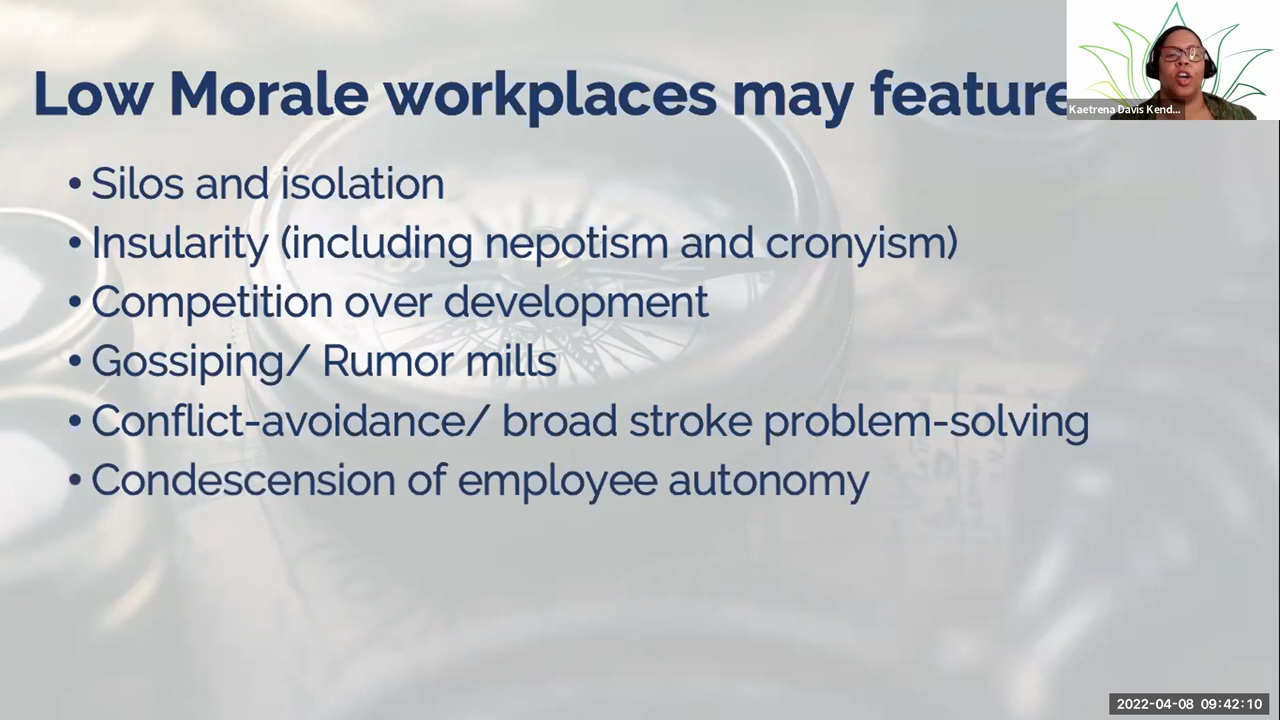 Low Morale workplaces may feature
Kaetrena Davis Kend...
• Silos and isolation
• Insularity (including nepotism and cronyism)
• Competition over development
• Gossiping/ Rumor mills
• Conflict-avoidance/ broad stroke problem-solving
• Condescension of employee autonomy
2022-04-08 09:42:10